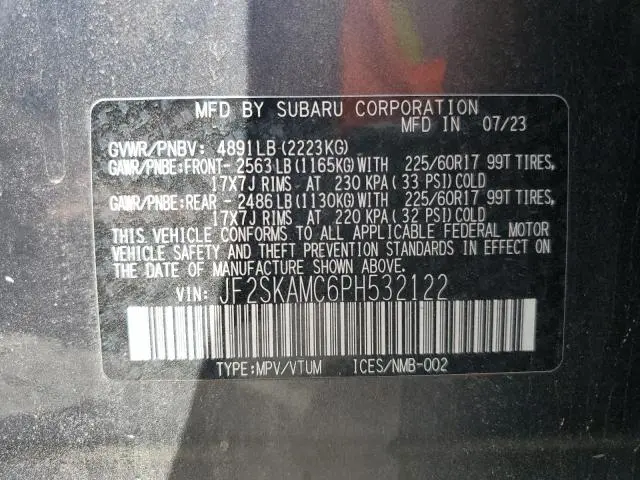 MFD BY SUBARU CORPORATION
MFD IN 07/23
GVWR/PNBV: 4891LB (2223KG)
GAWR/PNBE:FRONT- 2563LB (1165KG) WITH 225/60R17 99T TIRES,
17X7J RIMS AT 230 KPA (33 PSI) COLD
GAWR/PNBE:REAR - 2486LB (1130KG) WITH 225/60R17 99T TIRES,
17X7J RIMS AT 220 KPA (32 PSI) COLD
THIS VEHICLE CONFORMS TO ALL APPLICABLE FEDERAL MOTOR
VEHICLE SAFETY AND THEFT PREVENTION STANDARDS IN EFFECT ON
THE DATE OF MANUFACTURE SHOWN ABOVE.
VIN: JF2SKAMC6PH532122
TYPE:MPV/VTUM ICES/NMB-002